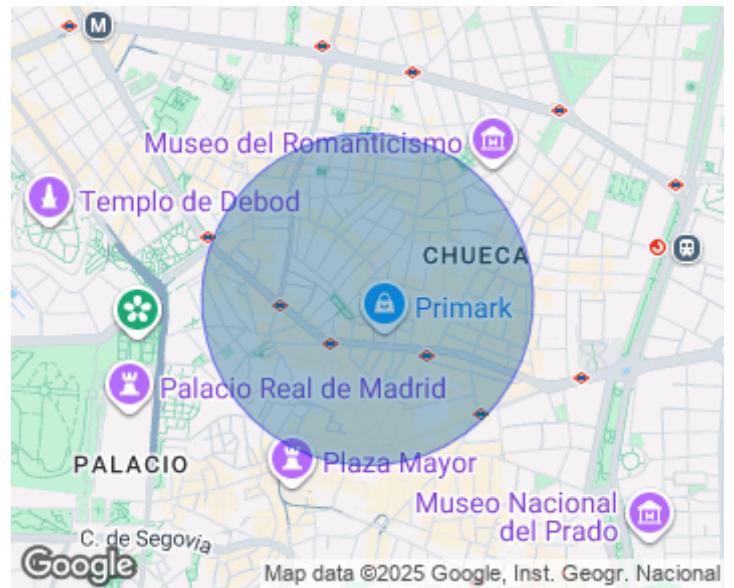 M
Museo del Romanticismo
Templo de Debod
CHUECA
Primark
Palacio Real de Madrid
PALACIO
Plaza Mayor
Museo Nacional
del Prado
C. de Segovia
Google
Map data ©2025 Google, Inst. Geogr. Nacional